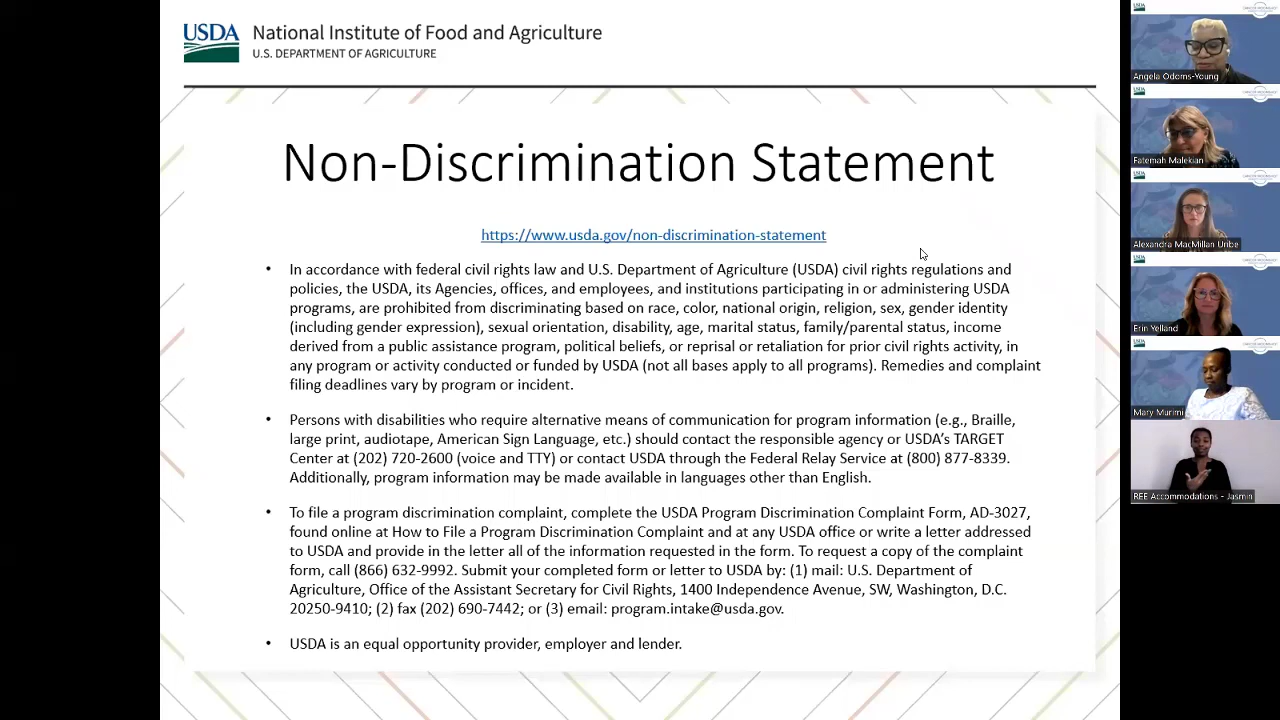 USDA
National Institute of Food and Agriculture
U.S. DEPARTMENT OF AGRICULTURE
Non-Discrimination Statement
https://www.usda.gov/non-discrimination-statement
• In accordance with federal civil rights law and U.S. Department of Agriculture (USDA) civil rights regulations and
policies, the USDA, its Agencies, offices, and employees, and institutions participating in or administering USDA
programs, are prohibited from discriminating based on race, color, national origin, religion, sex, gender identity
(including gender expression), sexual orientation, disability, age, marital status, family/parental status, income
derived from a public assistance program, political beliefs, or reprisal or retaliation for prior civil rights activity, in
any program or activity conducted or funded by USDA (not all bases apply to all programs). Remedies and complaint
filing deadlines vary by program or incident.
• Persons with disabilities who require alternative means of communication for program information (e.g., Braille,
large print, audiotape, American Sign Language, etc.) should contact the responsible agency or USDA's TARGET
Center at (202) 720-2600 (voice and TTY) or contact USDA through the Federal Relay Service at (800) 877-8339.
Additionally, program information may be made available in languages other than English.
• To file a program discrimination complaint, complete the USDA Program Discrimination Complaint Form, AD-3027,
found online at How to File a Program Discrimination Complaint and at any USDA office or write a letter addressed
to USDA and provide in the letter all of the information requested in the form. To request a copy of the complaint
form, call (866) 632-9992. Submit your completed form or letter to USDA by: (1) mail: U.S. Department of
Agriculture, Office of the Assistant Secretary for Civil Rights, 1400 Independence Avenue, SW, Washington, D.C.
20250-9410; (2) fax (202) 690-7442; or (3) email: program.intake@usda.gov.
• USDA is an equal opportunity provider, employer and lender.
USDA
Angela Odoms-Young
USDA
Fatemah Malekian
USDA
Alexandra MacMillan Uribe
USDA
Erin Yelland
USDA
Mary Murimi
REE Accommodations - Jasmin